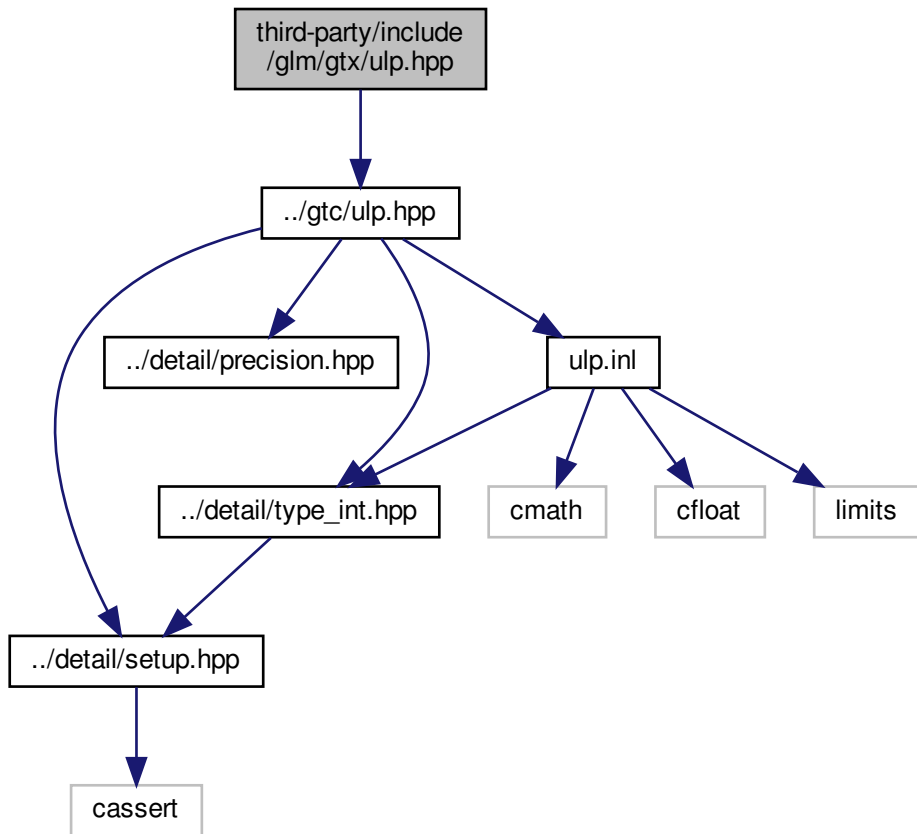 third-party/include
/glm/gtx/ulp.hpp
../gtc/ulp.hpp
../detail/precision.hpp
ulp.inl
../detail/type_int.hpp
cmath
cfloat
limits
../detail/setup.hpp
cassert